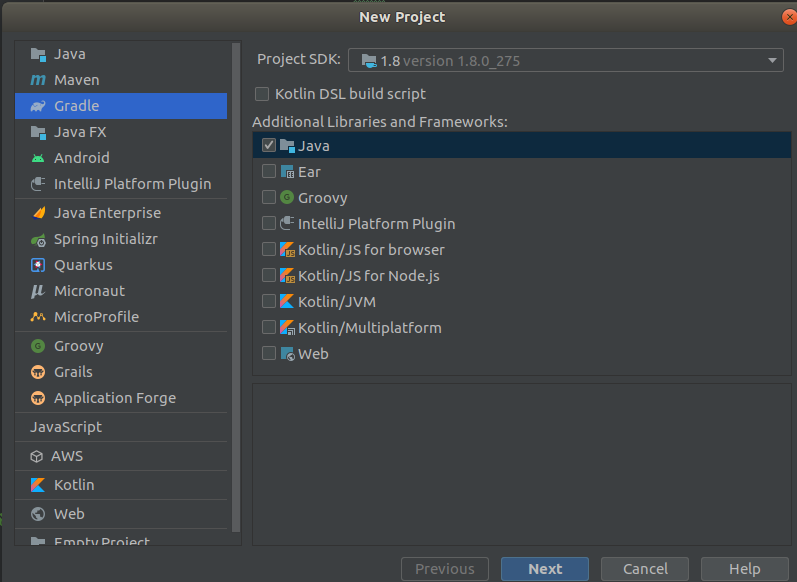 New Project
Java
Maven
Gradle
Java FX
Android
IntelliJ Platform Plugin
Java Enterprise
Spring Initializr
Quarkus
Micronaut
MicroProfile
Groovy
Grails
Application Forge
JavaScript
AWS
Kotlin
Web
Empty Project
Project SDK: 1.8 version 1.8.0_275
Kotlin DSL build script
Additional Libraries and Frameworks:
Java
Ear
Groovy
IntelliJ Platform Plugin
Kotlin/JS for browser
Kotlin/JS for Node.js
Kotlin/JVM
Kotlin/Multiplatform
Web
Previous Next Cancel Help